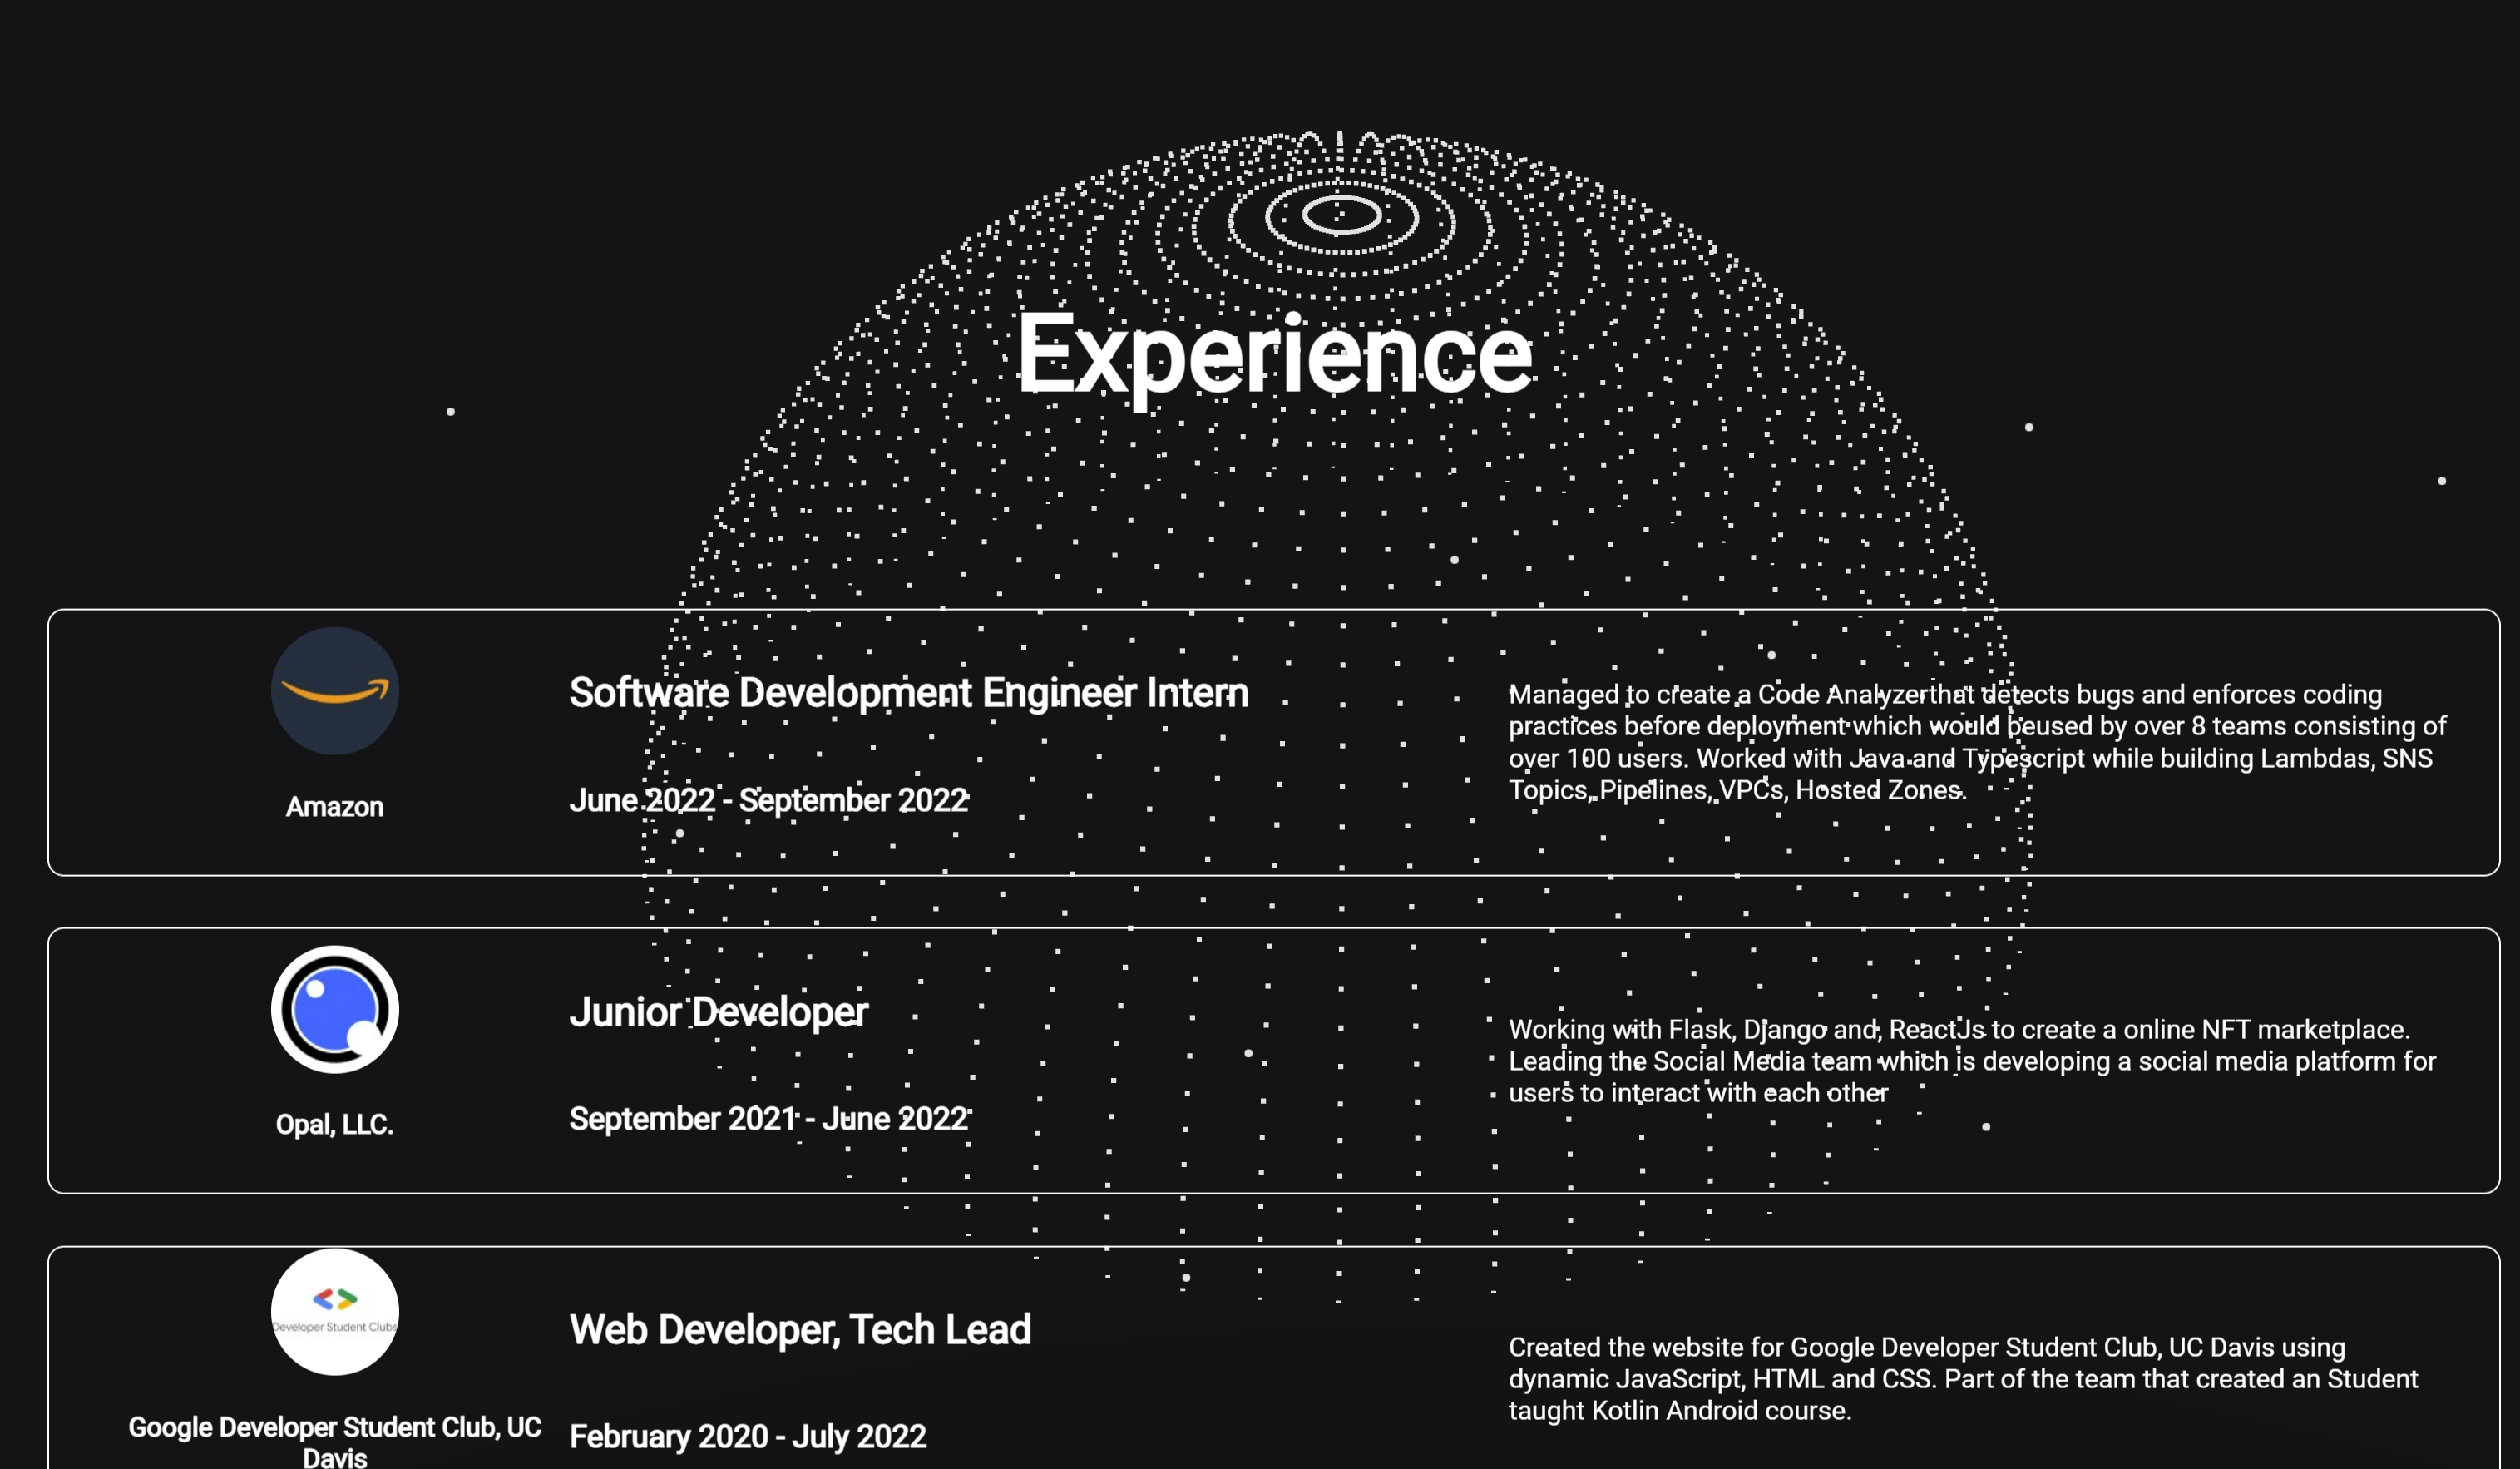 Experience
Amazon
Software Development Engineer Intern
June 2022 - September 2022
Managed to create a Code Analyzerthat detects bugs and enforces coding
practices before deployment which would beused by over 8 teams consisting of
over 100 users. Worked with Java and Typescript while building Lambdas, SNS
Topics, Pipelines, VPCs, Hosted Zones.
Opal, LLC.
Junior Developer
September 2021 - June 2022
Working with Flask, Django and, ReactJs to create a online NFT marketplace.
Leading the Social Media team which is developing a social media platform for
users to interact with each other
Developer Student Clubs
Google Developer Student Club, UC
Davis
Web Developer, Tech Lead
February 2020 - July 2022
Created the website for Google Developer Student Club, UC Davis using
dynamic JavaScript, HTML and CSS. Part of the team that created an Student
taught Kotlin Android course.